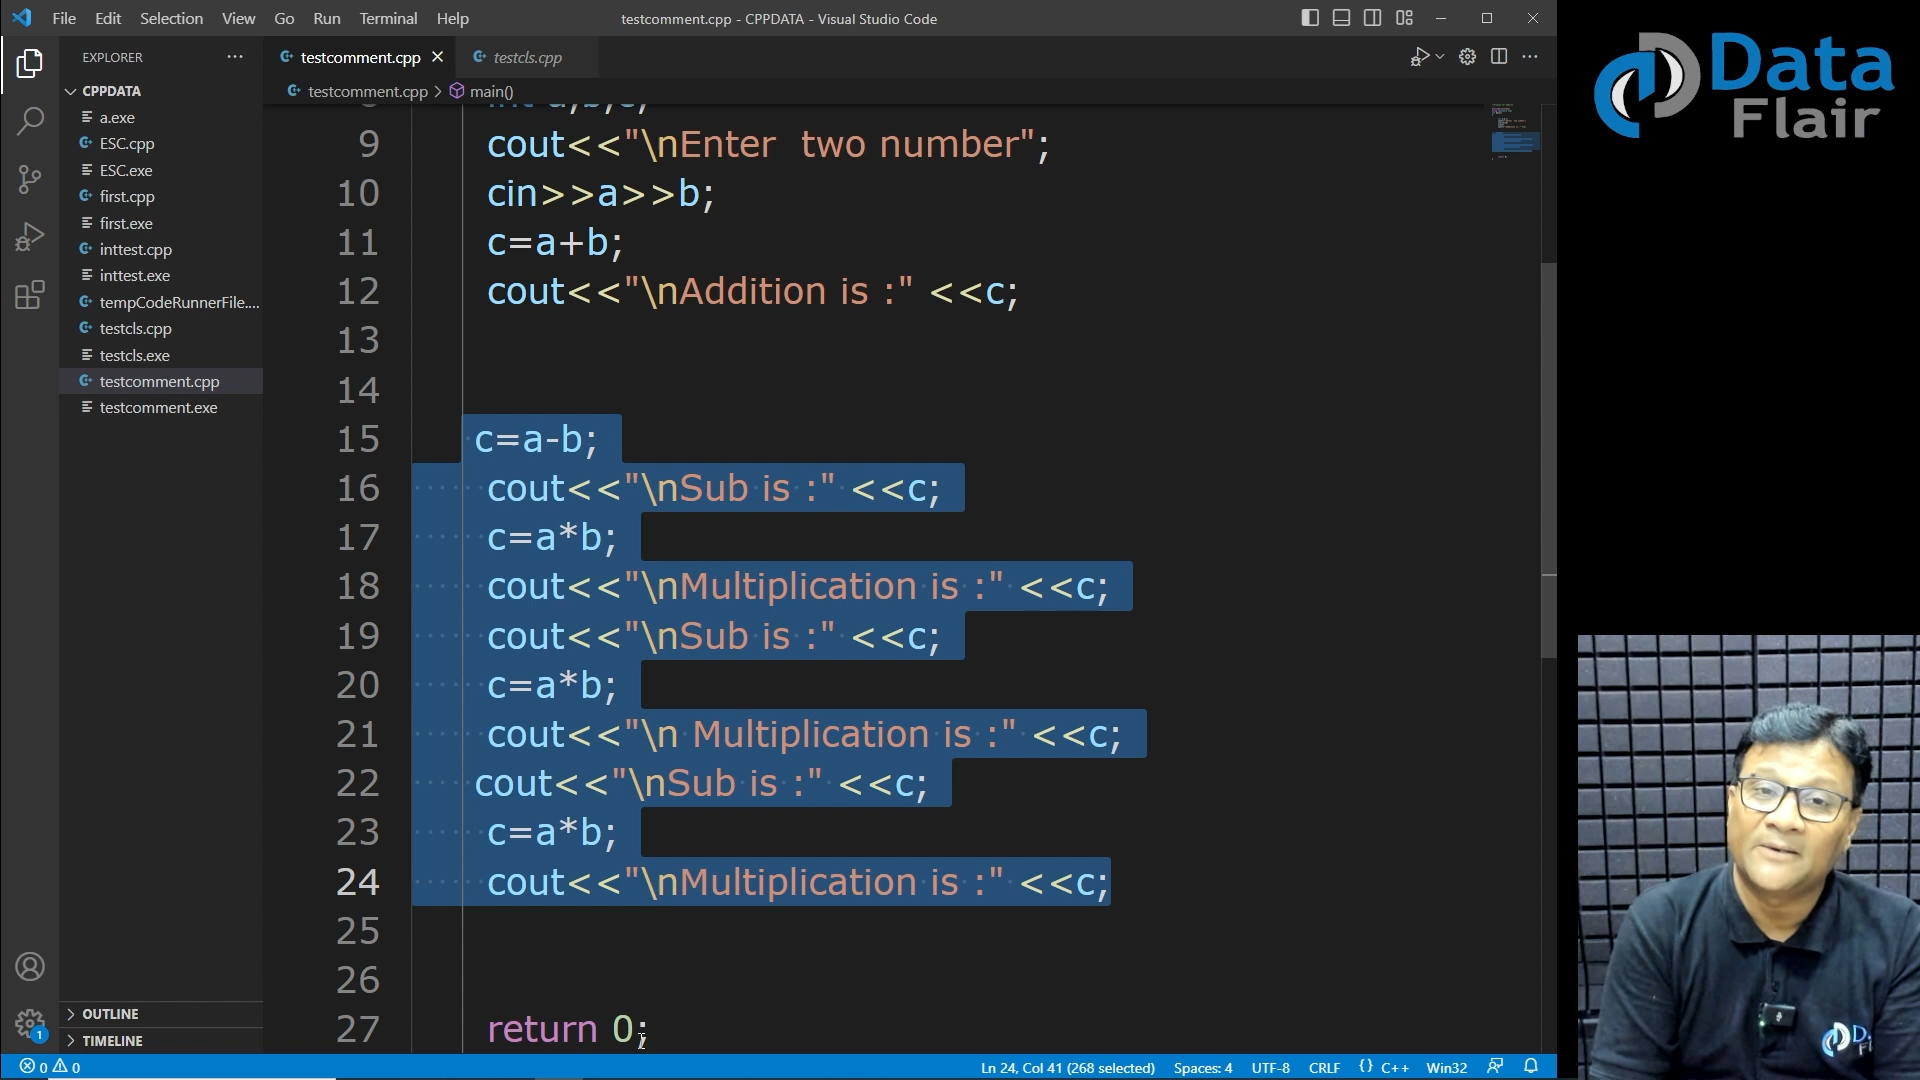 File Edit Selection View Go Run Terminal Help
testcomment.cpp - CPPDATA - Visual Studio Code
EXPLORER
testcomment.cpp
testcls.cpp
testcomment.cpp > main()
CPPDATA
a.exe
ESC.cpp
ESC.exe
first.cpp
first.exe
inttest.cpp
inttest.exe
tempCodeRunnerFile....
testcls.cpp
testcls.exe
testcomment.cpp
testcomment.exe
OUTLINE
TIMELINE
1
9 cout<<"\nEnter  two number";
10 cin>>a>>b;
11 c=a+b;
12 cout<<"\nAddition is :" <<c;
13
14
15 c=a-b;
16 cout<<"\nSub is :" <<c;
17 c=a*b;
18 cout<<"\nMultiplication is :" <<c;
19 cout<<"\nSub is :" <<c;
20 c=a*b;
21 cout<<"\n Multiplication is :" <<c;
22 cout<<"\nSub is :" <<c;
23 c=a*b;
24 cout<<"\nMultiplication is :" <<c;
25
26
27 return 0;
0 0
Ln 24, Col 41 (268 selected) Spaces: 4 UTF-8 CRLF {} C++ Win32
Data
Flair